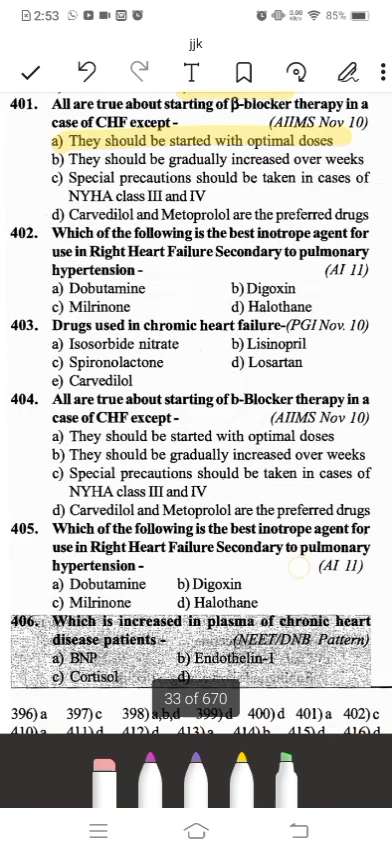 2:53
0.00
KB/s
85%
jjk
T
401. All are true about starting of β-blocker therapy in a
case of CHF except - (AIIMS Nov 10)
a) They should be started with optimal doses
b) They should be gradually increased over weeks
c) Special precautions should be taken in cases of
NYHA class III and IV
d) Carvedilol and Metoprolol are the preferred drugs
402. Which of the following is the best inotrope agent for
use in Right Heart Failure Secondary to pulmonary
hypertension - (AI 11)
a) Dobutamine b) Digoxin
c) Milrinone d) Halothane
403. Drugs used in chromic heart failure-(PGI Nov. 10)
a) Isosorbide nitrate b) Lisinopril
c) Spironolactone d) Losartan
e) Carvedilol
404. All are true about starting of b-Blocker therapy in a
case of CHF except - (AIIMS Nov 10)
a) They should be started with optimal doses
b) They should be gradually increased over weeks
c) Special precautions should be taken in cases of
NYHA class III and IV
d) Carvedilol and Metoprolol are the preferred drugs
405. Which of the following is the best inotrope agent for
use in Right Heart Failure Secondary to pulmonary
hypertension - (AI 11)
a) Dobutamine b) Digoxin
c) Milrinone d) Halothane
406. Which is increased in plasma of chronic heart
disease patients - (NEET/DNB Pattern)
a) BNP b) Endothelin-1
c) Cortisol d)
33 of 670
396) a 397) c 398) a,b,d 399) d 400) d 401) a 402) c
410) a 411) d 412) d 413) a 414) b 415) d 416) d